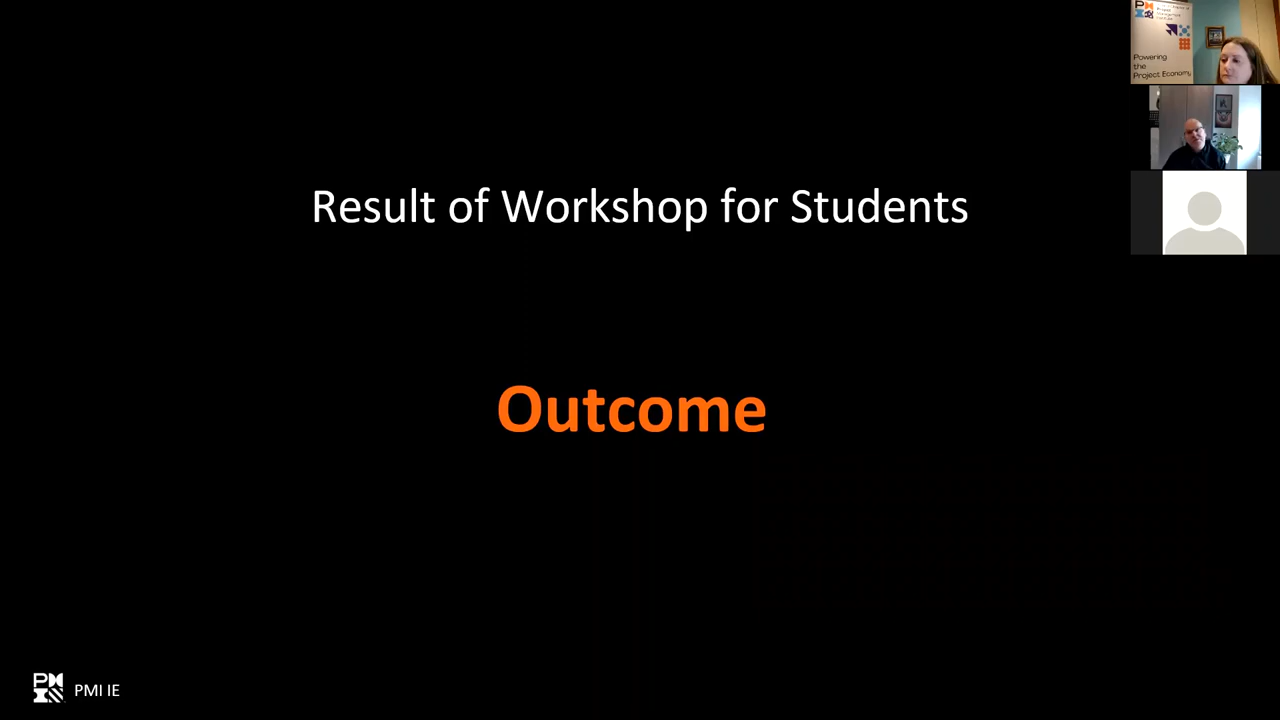 Result of Workshop for Students
Outcome
PMI IE
Powering
the
Project Economy